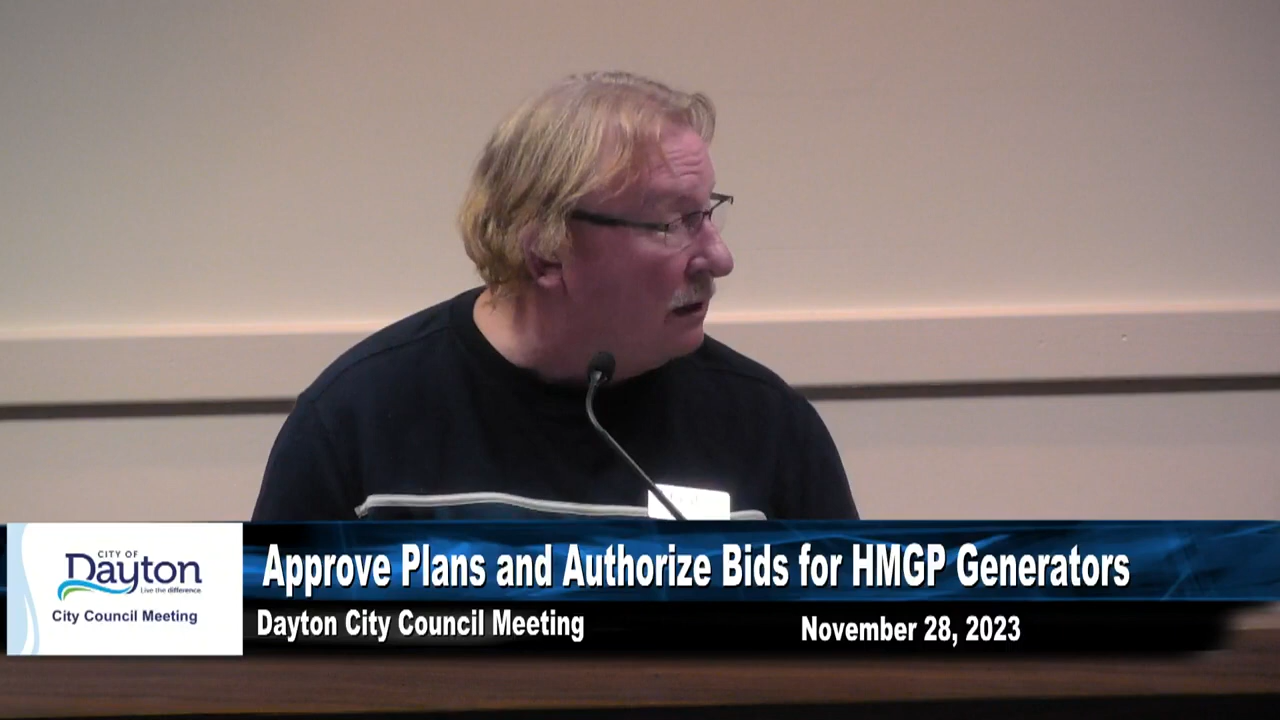 CITY OF
Dayton
Live the difference
City Council Meeting
Approve Plans and Authorize Bids for HMGP Generators
Dayton City Council Meeting
November 28, 2023